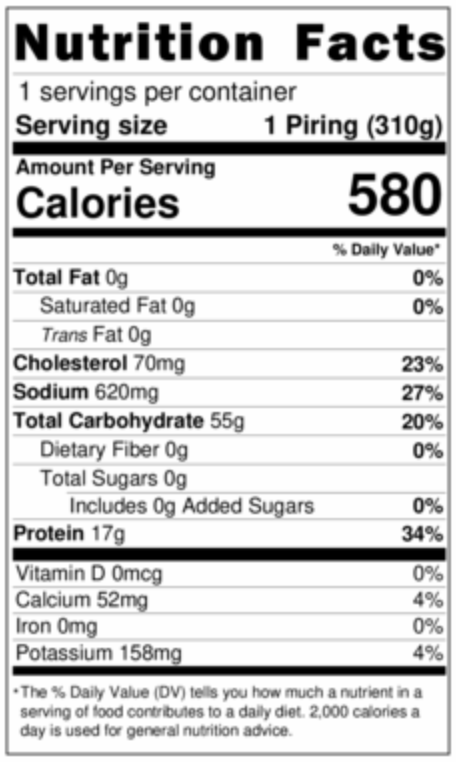 Nutrition Facts
1 servings per container
Serving size 1 Piring (310g)
Amount Per Serving
Calories 580
% Daily Value*
Total Fat 0g 0%
Saturated Fat 0g 0%
Trans Fat 0g
Cholesterol 70mg 23%
Sodium 620mg 27%
Total Carbohydrate 55g 20%
Dietary Fiber 0g 0%
Total Sugars 0g
Includes 0g Added Sugars 0%
Protein 17g 34%
Vitamin D 0mcg 0%
Calcium 52mg 4%
Iron 0mg 0%
Potassium 158mg 4%
*The % Daily Value (DV) tells you how much a nutrient in a
serving of food contributes to a daily diet. 2,000 calories a
day is used for general nutrition advice.